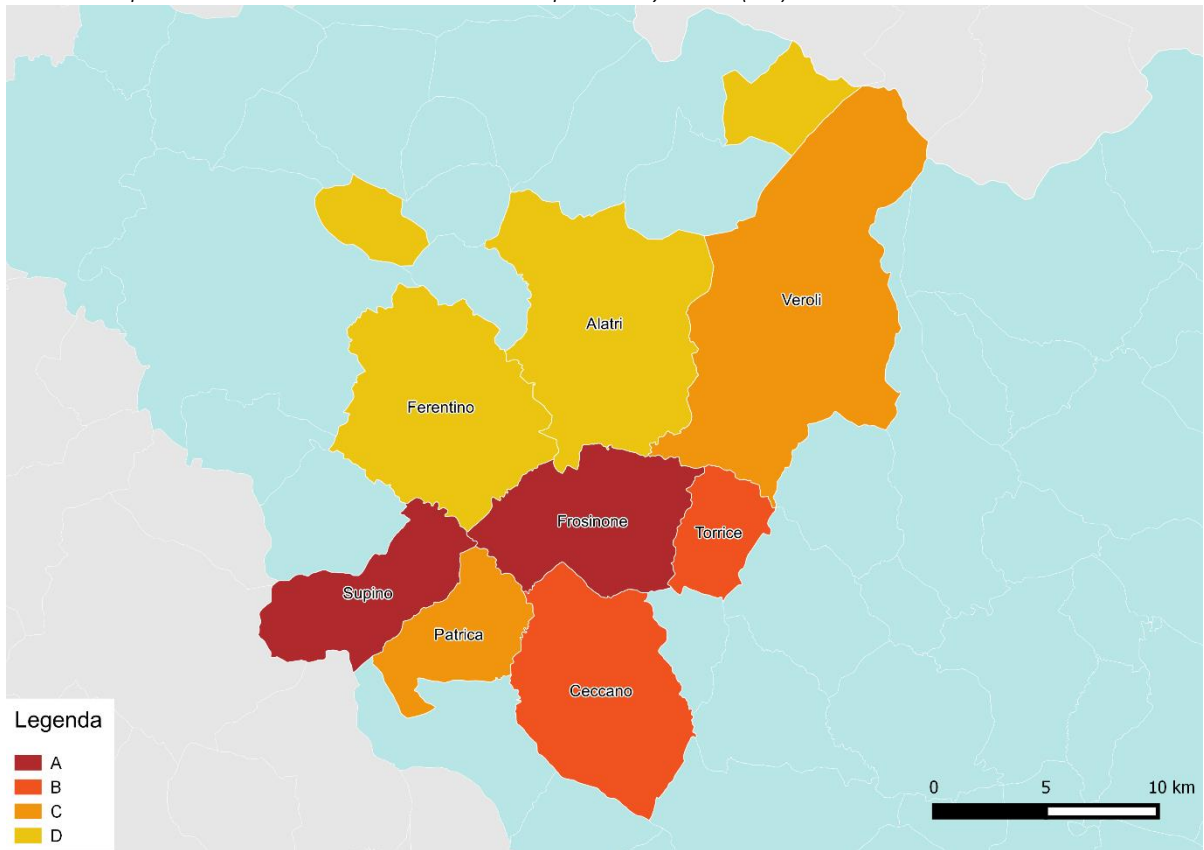 Veroli
Alatri
Ferentino
Frosinone
Torrice
Supino
Patrica
Ceccano
Legenda
A
B
C
D
0 5 10 km